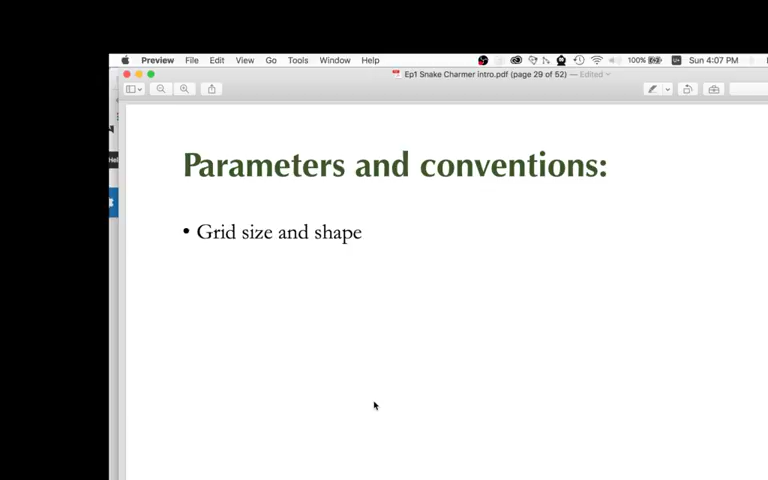 Preview File Edit View Go Tools Window Help 100% Sun 4:07 PM
Ep1 Snake Charmer intro.pdf (page 29 of 52) — Edited
Hel
Parameters and conventions:
• Grid size and shape